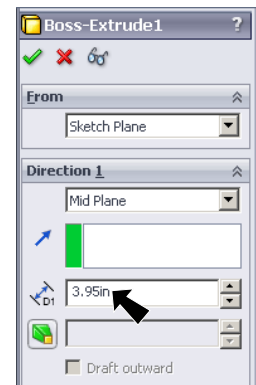 Boss-Extrude1 ?
From
Sketch Plane
Direction 1
Mid Plane
D1 3.95in
Draft outward